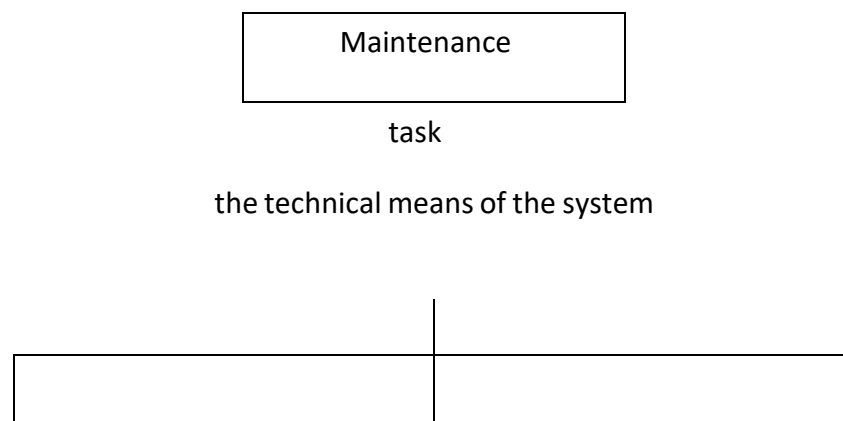 Maintenance
task
the technical means of the system